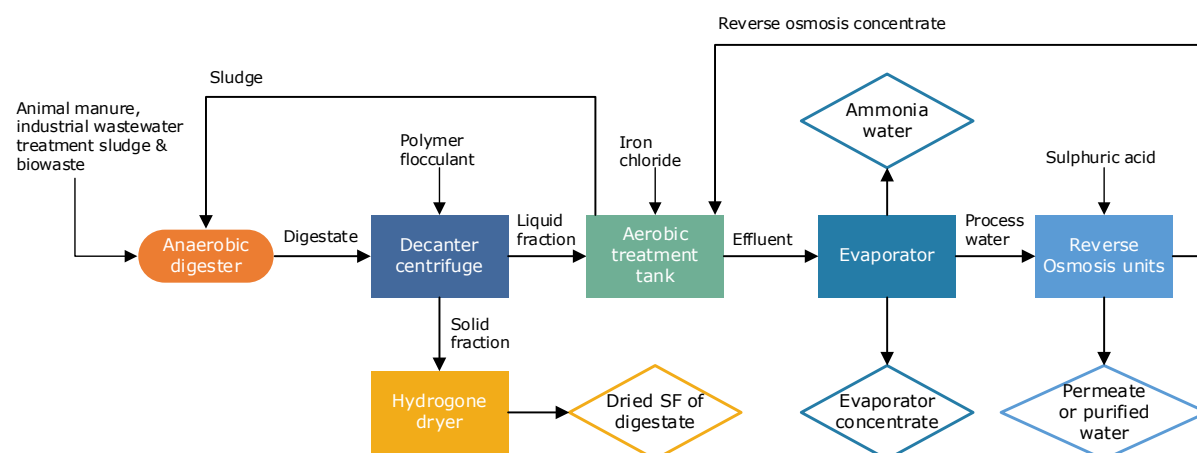 Reverse osmosis concentrate
Sludge
Animal manure,
industrial wastewater
treatment sludge &
biowaste
Polymer
flocculant
Iron
chloride
Ammonia
water
Sulphuric acid
Anaerobic
digester
Digestate
Decanter
centrifuge
Liquid
fraction
Aerobic
treatment
tank
Effluent
Evaporator
Process
water
Reverse
Osmosis units
Solid
fraction
Hydrogone
dryer
Dried SF of
digestate
Evaporator
concentrate
Permeate
or purified
water